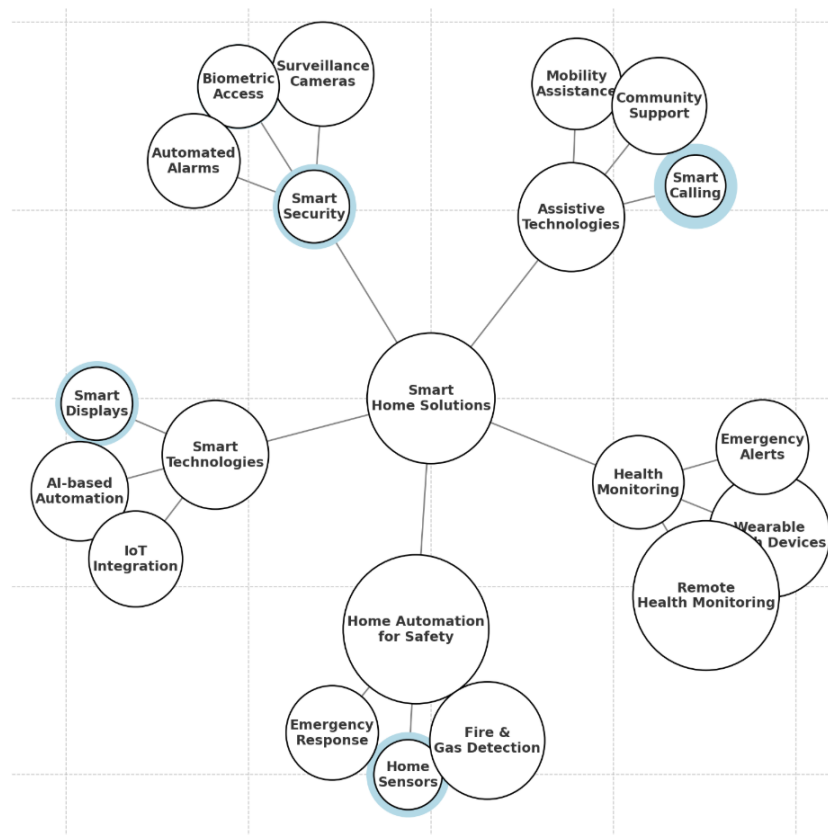 Surveillance
Cameras
Biometric
Access
Automated
Alarms
Smart
Security
Mobility
Assistance
Community
Support
Smart
Calling
Assistive
Technologies
Smart
Home Solutions
Smart
Displays
Smart
Technologies
AI-based
Automation
IoT
Integration
Emergency
Alerts
Health
Monitoring
Wearable
Devices
Remote
Health Monitoring
Home Automation
for Safety
Emergency
Response
Fire &
Gas Detection
Home
Sensors